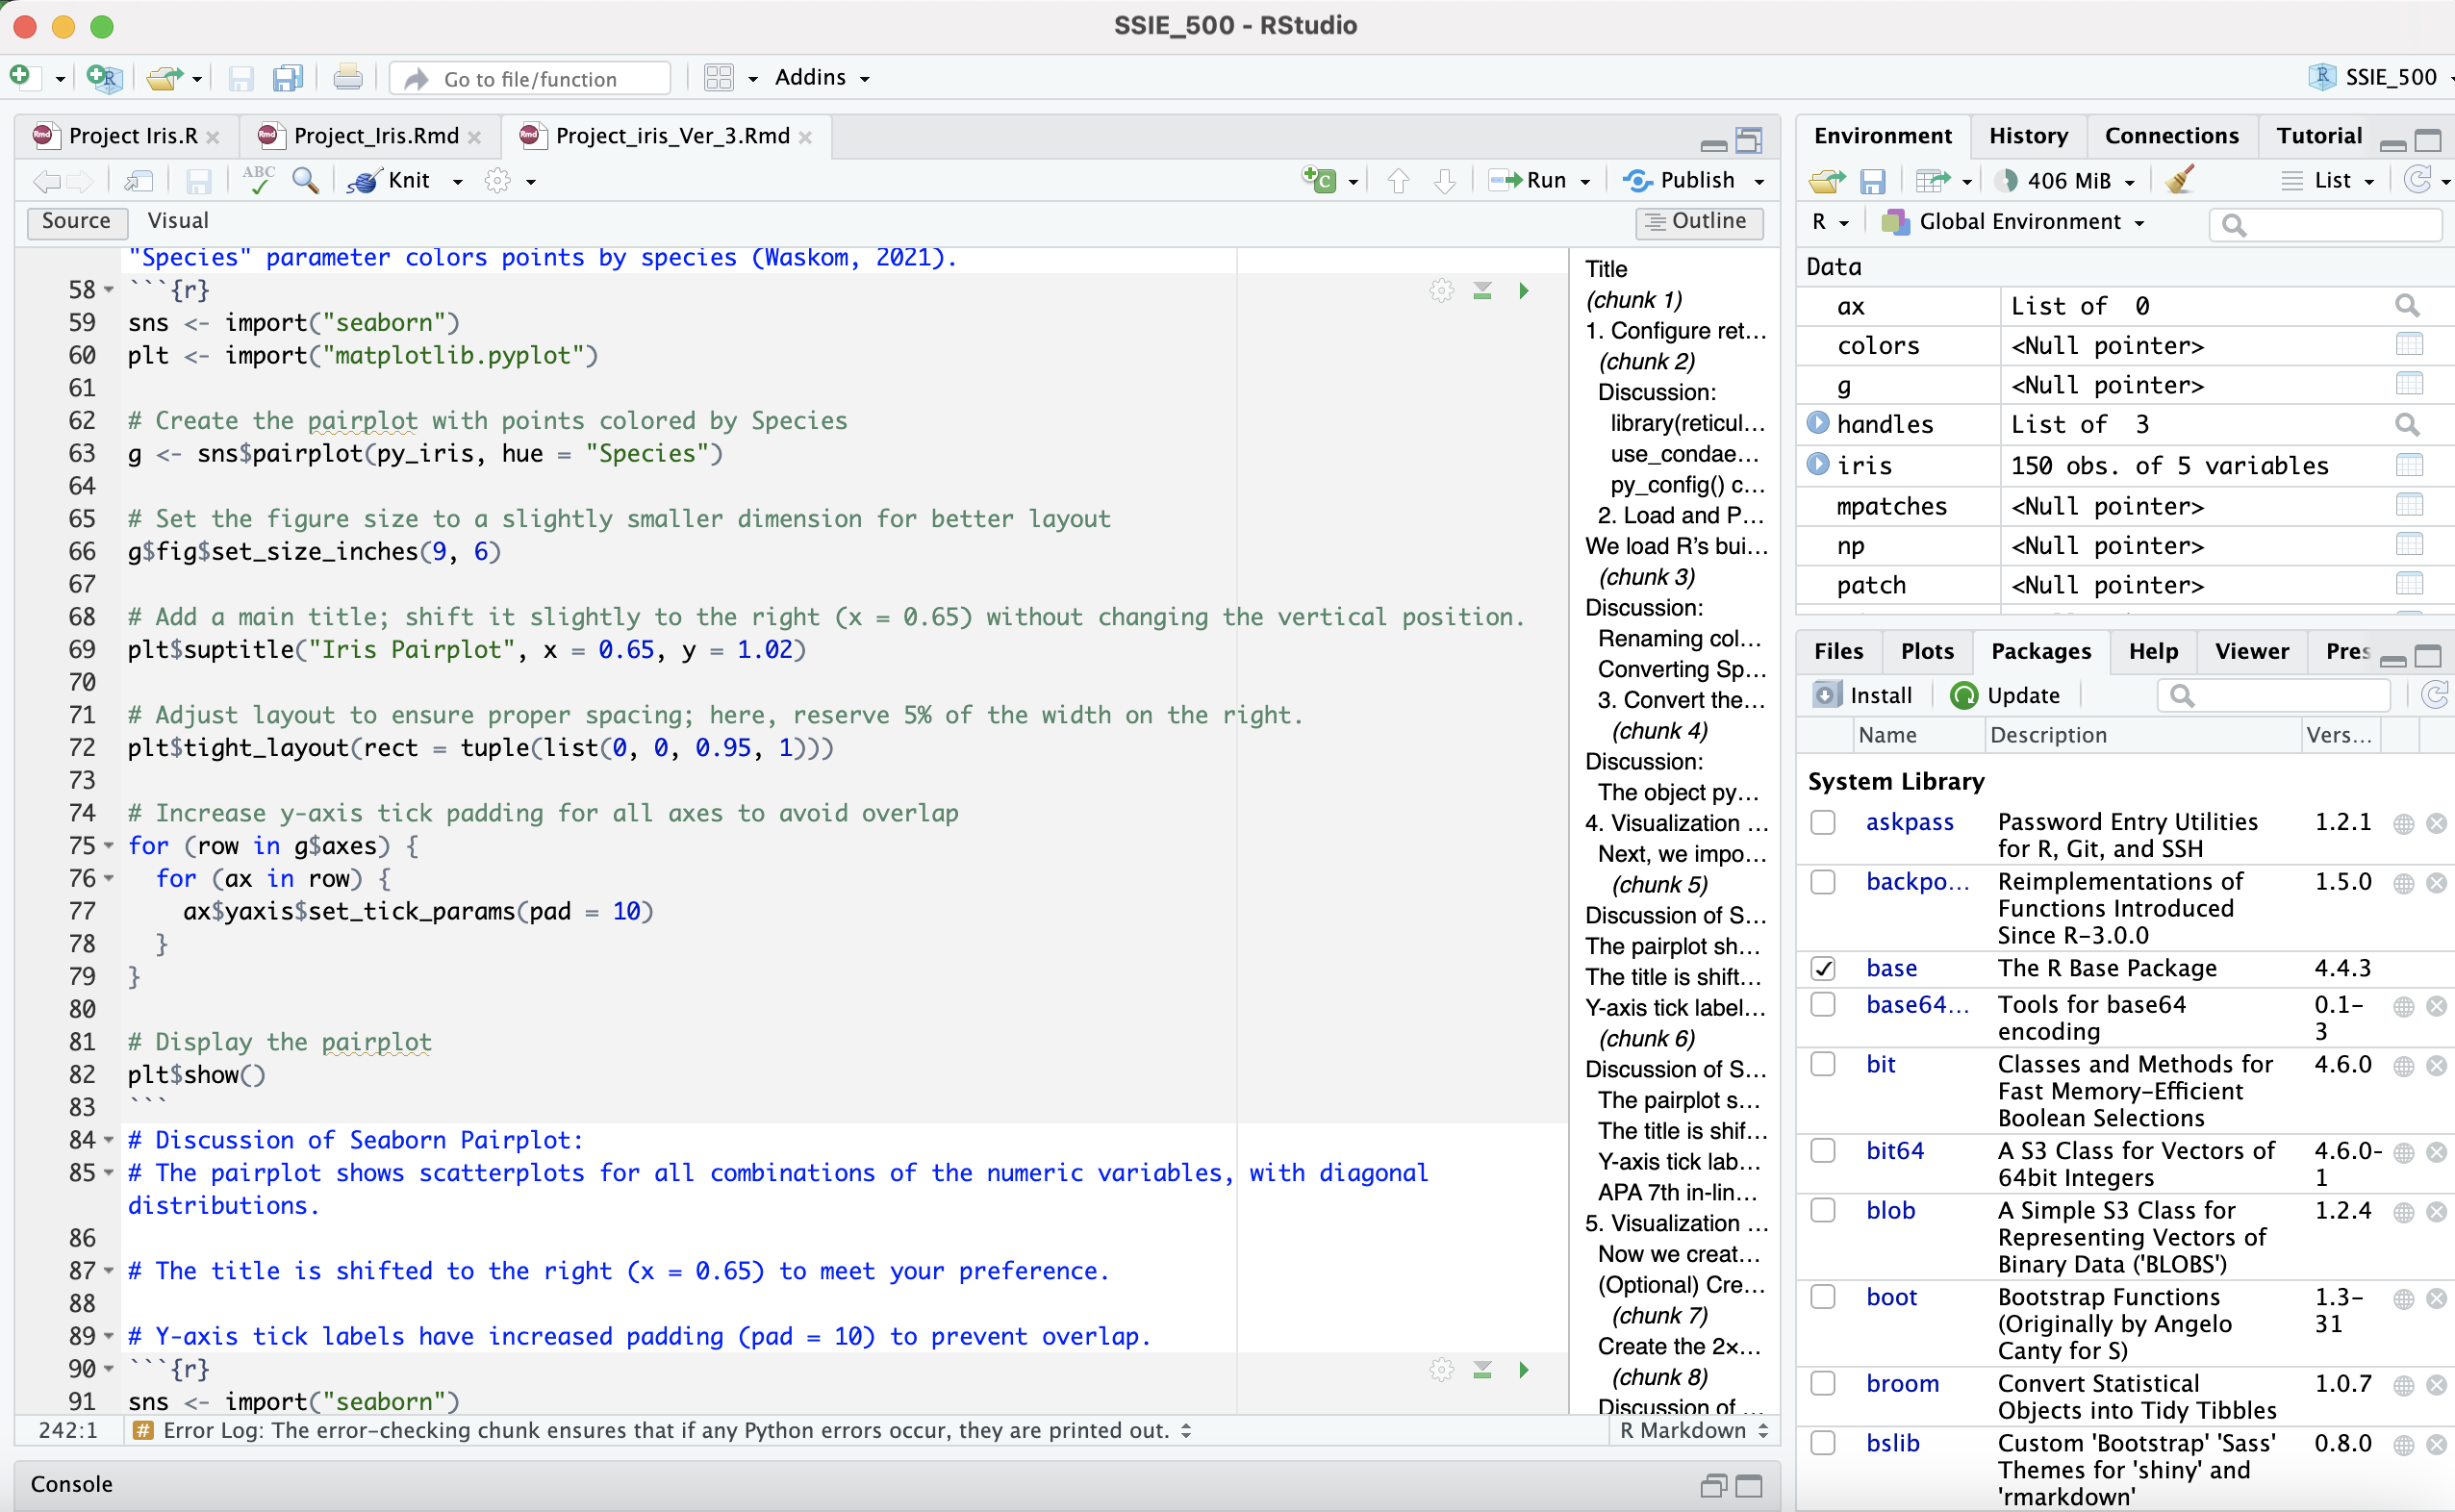 SSIE_500 - RStudio
Go to file/function
Addins
SSIE_500
Project Iris.R
Project_Iris.Rmd
Project_iris_Ver_3.Rmd
ABC
Knit
Run
Publish
Source
Visual
Outline
"Species" parameter colors points by species (Waskom, 2021).
58 ```{r}
59 sns <- import("seaborn")
60 plt <- import("matplotlib.pyplot")
61
62 # Create the pairplot with points colored by Species
63 g <- sns$pairplot(py_iris, hue = "Species")
64
65 # Set the figure size to a slightly smaller dimension for better layout
66 g$fig$set_size_inches(9, 6)
67
68 # Add a main title; shift it slightly to the right (x = 0.65) without changing the vertical position.
69 plt$suptitle("Iris Pairplot", x = 0.65, y = 1.02)
70
71 # Adjust layout to ensure proper spacing; here, reserve 5% of the width on the right.
72 plt$tight_layout(rect = tuple(list(0, 0, 0.95, 1)))
73
74 # Increase y-axis tick padding for all axes to avoid overlap
75 for (row in g$axes) {
76   for (ax in row) {
77     ax$yaxis$set_tick_params(pad = 10)
78   }
79 }
80
81 # Display the pairplot
82 plt$show()
83 ```
84 # Discussion of Seaborn Pairplot:
85 # The pairplot shows scatterplots for all combinations of the numeric variables, with diagonal
distributions.
86
87 # The title is shifted to the right (x = 0.65) to meet your preference.
88
89 # Y-axis tick labels have increased padding (pad = 10) to prevent overlap.
90 ```{r}
91 sns <- import("seaborn")
Title
(chunk 1)
1. Configure ret...
(chunk 2)
Discussion:
library(reticul...
use_condae...
py_config() c...
2. Load and P...
We load R’s bui...
(chunk 3)
Discussion:
Renaming col...
Converting Sp...
3. Convert the...
(chunk 4)
Discussion:
The object py...
4. Visualization ...
Next, we impo...
(chunk 5)
Discussion of S...
The pairplot sh...
The title is shift...
Y-axis tick label...
(chunk 6)
Discussion of S...
The pairplot s...
The title is shif...
Y-axis tick lab...
APA 7th in-lin...
5. Visualization ...
Now we creat...
(Optional) Cre...
(chunk 7)
Create the 2×...
(chunk 8)
Discussion of ...
242:1
# Error Log: The error-checking chunk ensures that if any Python errors occur, they are printed out.
R Markdown
Console
Environment
History
Connections
Tutorial
406 MiB
List
R
Global Environment
Data
ax List of 0
colors <Null pointer>
g <Null pointer>
handles List of 3
iris 150 obs. of 5 variables
mpatches <Null pointer>
np <Null pointer>
patch <Null pointer>
Files
Plots
Packages
Help
Viewer
Pres
Install
Update
Name Description Vers...
System Library
askpass Password Entry Utilities 1.2.1
for R, Git, and SSH
backpo... Reimplementations of 1.5.0
Functions Introduced
Since R-3.0.0
base The R Base Package 4.4.3
base64... Tools for base64 0.1-
encoding 3
bit Classes and Methods for 4.6.0
Fast Memory-Efficient
Boolean Selections
bit64 A S3 Class for Vectors of 4.6.0-
64bit Integers 1
blob A Simple S3 Class for 1.2.4
Representing Vectors of
Binary Data ('BLOBS')
boot Bootstrap Functions 1.3-
(Originally by Angelo 31
Canty for S)
broom Convert Statistical 1.0.7
Objects into Tidy Tibbles
bslib Custom 'Bootstrap' 'Sass' 0.8.0
Themes for 'shiny' and
'rmarkdown'